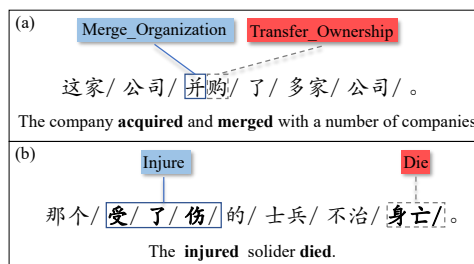 (a)
Merge_Organization Transfer_Ownership
这家/ 公司/ 并购/ 了/ 多家/ 公司/ 。
The company acquired and merged with a number of companies
(b)
Injure Die
那个/ 受/ 了/ 伤/ 的/ 士兵/ 不治/ 身亡/ 。
The injured solider died.